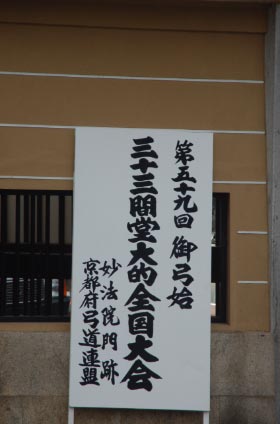 第五十九回 御弓始
三十三間堂大的全国大会
妙法院門跡
京都府弓道連盟